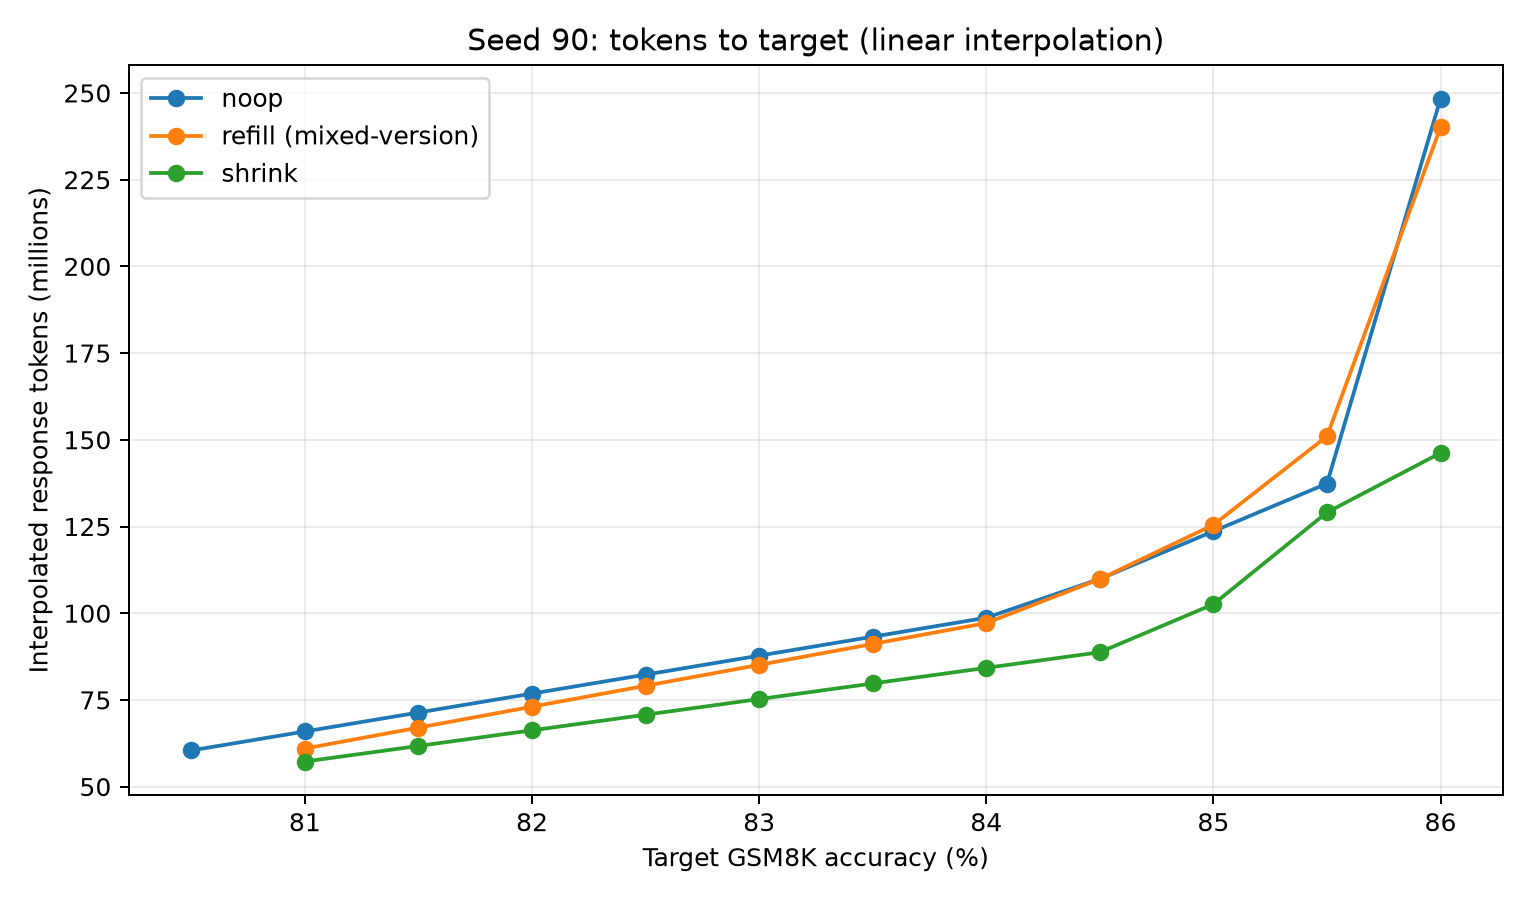 Seed 90: tokens to target (linear interpolation)
noop
refill (mixed-version)
shrink
Interpolated response tokens (millions)
250
225
200
175
150
125
100
75
50
81 82 83 84 85 86
Target GSM8K accuracy (%)